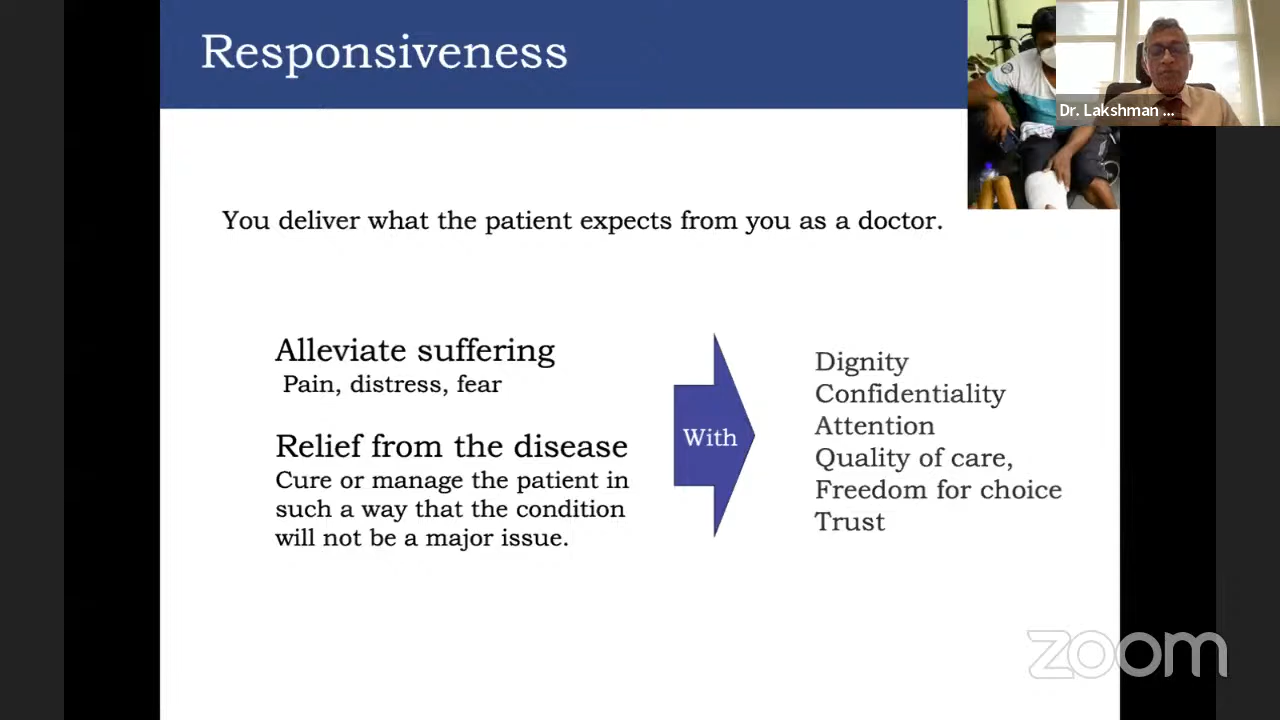 Responsiveness
Dr. Lakshman ...
You deliver what the patient expects from you as a doctor.
Alleviate suffering
Pain, distress, fear
Relief from the disease
Cure or manage the patient in
such a way that the condition
will not be a major issue.
With
Dignity
Confidentiality
Attention
Quality of care,
Freedom for choice
Trust
zoom